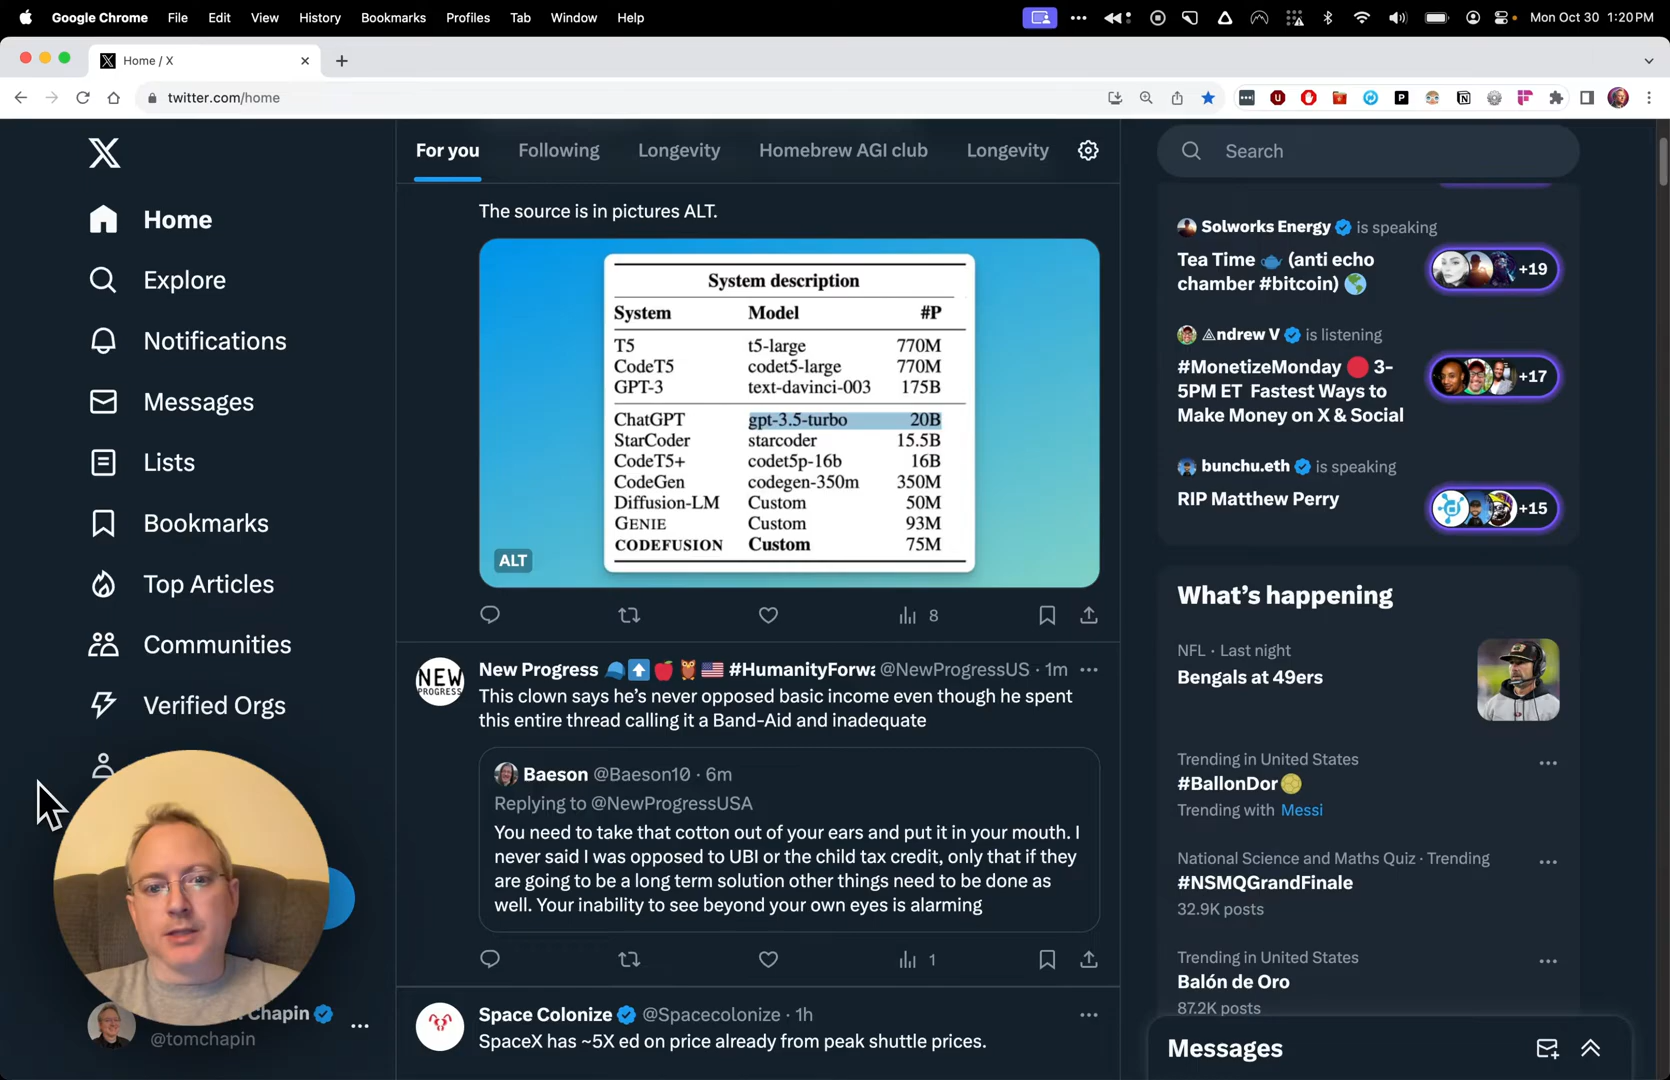 Google Chrome File Edit View History Bookmarks Profiles Tab Window Help Mon Oct 30 1:20 PM
Home / X
twitter.com/home
Home
Explore
Notifications
Messages
Lists
Bookmarks
Top Articles
Communities
Verified Orgs
Chapin
@tomchapin
For you Following Longevity Homebrew AGI club Longevity
The source is in pictures ALT.
System description
System Model #P
T5 t5-large 770M
CodeT5 codet5-large 770M
GPT-3 text-davinci-003 175B
ChatGPT gpt-3.5-turbo 20B
StarCoder starcoder 15.5B
CodeT5+ codet5p-16b 16B
CodeGen codegen-350m 350M
Diffusion-LM Custom 50M
GENIE Custom 93M
CODEFUSION Custom 75M
ALT
8
NEW
PROGRESS
New Progress 🧢⬆️🍎🦉🇺🇸 #HumanityForwa @NewProgressUS · 1m
This clown says he's never opposed basic income even though he spent
this entire thread calling it a Band-Aid and inadequate
Baeson @Baeson10 · 6m
Replying to @NewProgressUSA
You need to take that cotton out of your ears and put it in your mouth. I
never said I was opposed to UBI or the child tax credit, only that if they
are going to be a long term solution other things need to be done as
well. Your inability to see beyond your own eyes is alarming
1
Space Colonize @Spacecolonize · 1h
SpaceX has ~5X ed on price already from peak shuttle prices.
Search
Solworks Energy is speaking
Tea Time 🫖 (anti echo
chamber #bitcoin) 🌎
+19
⟁ndrew V is listening
#MonetizeMonday 🔴 3-
5PM ET Fastest Ways to
Make Money on X & Social
+17
bunchu.eth is speaking
RIP Matthew Perry
+15
What's happening
NFL · Last night
Bengals at 49ers
Trending in United States
#BallonDor
Trending with Messi
National Science and Maths Quiz · Trending
#NSMQGrandFinale
32.9K posts
Trending in United States
Balón de Oro
87.2K posts
Messages